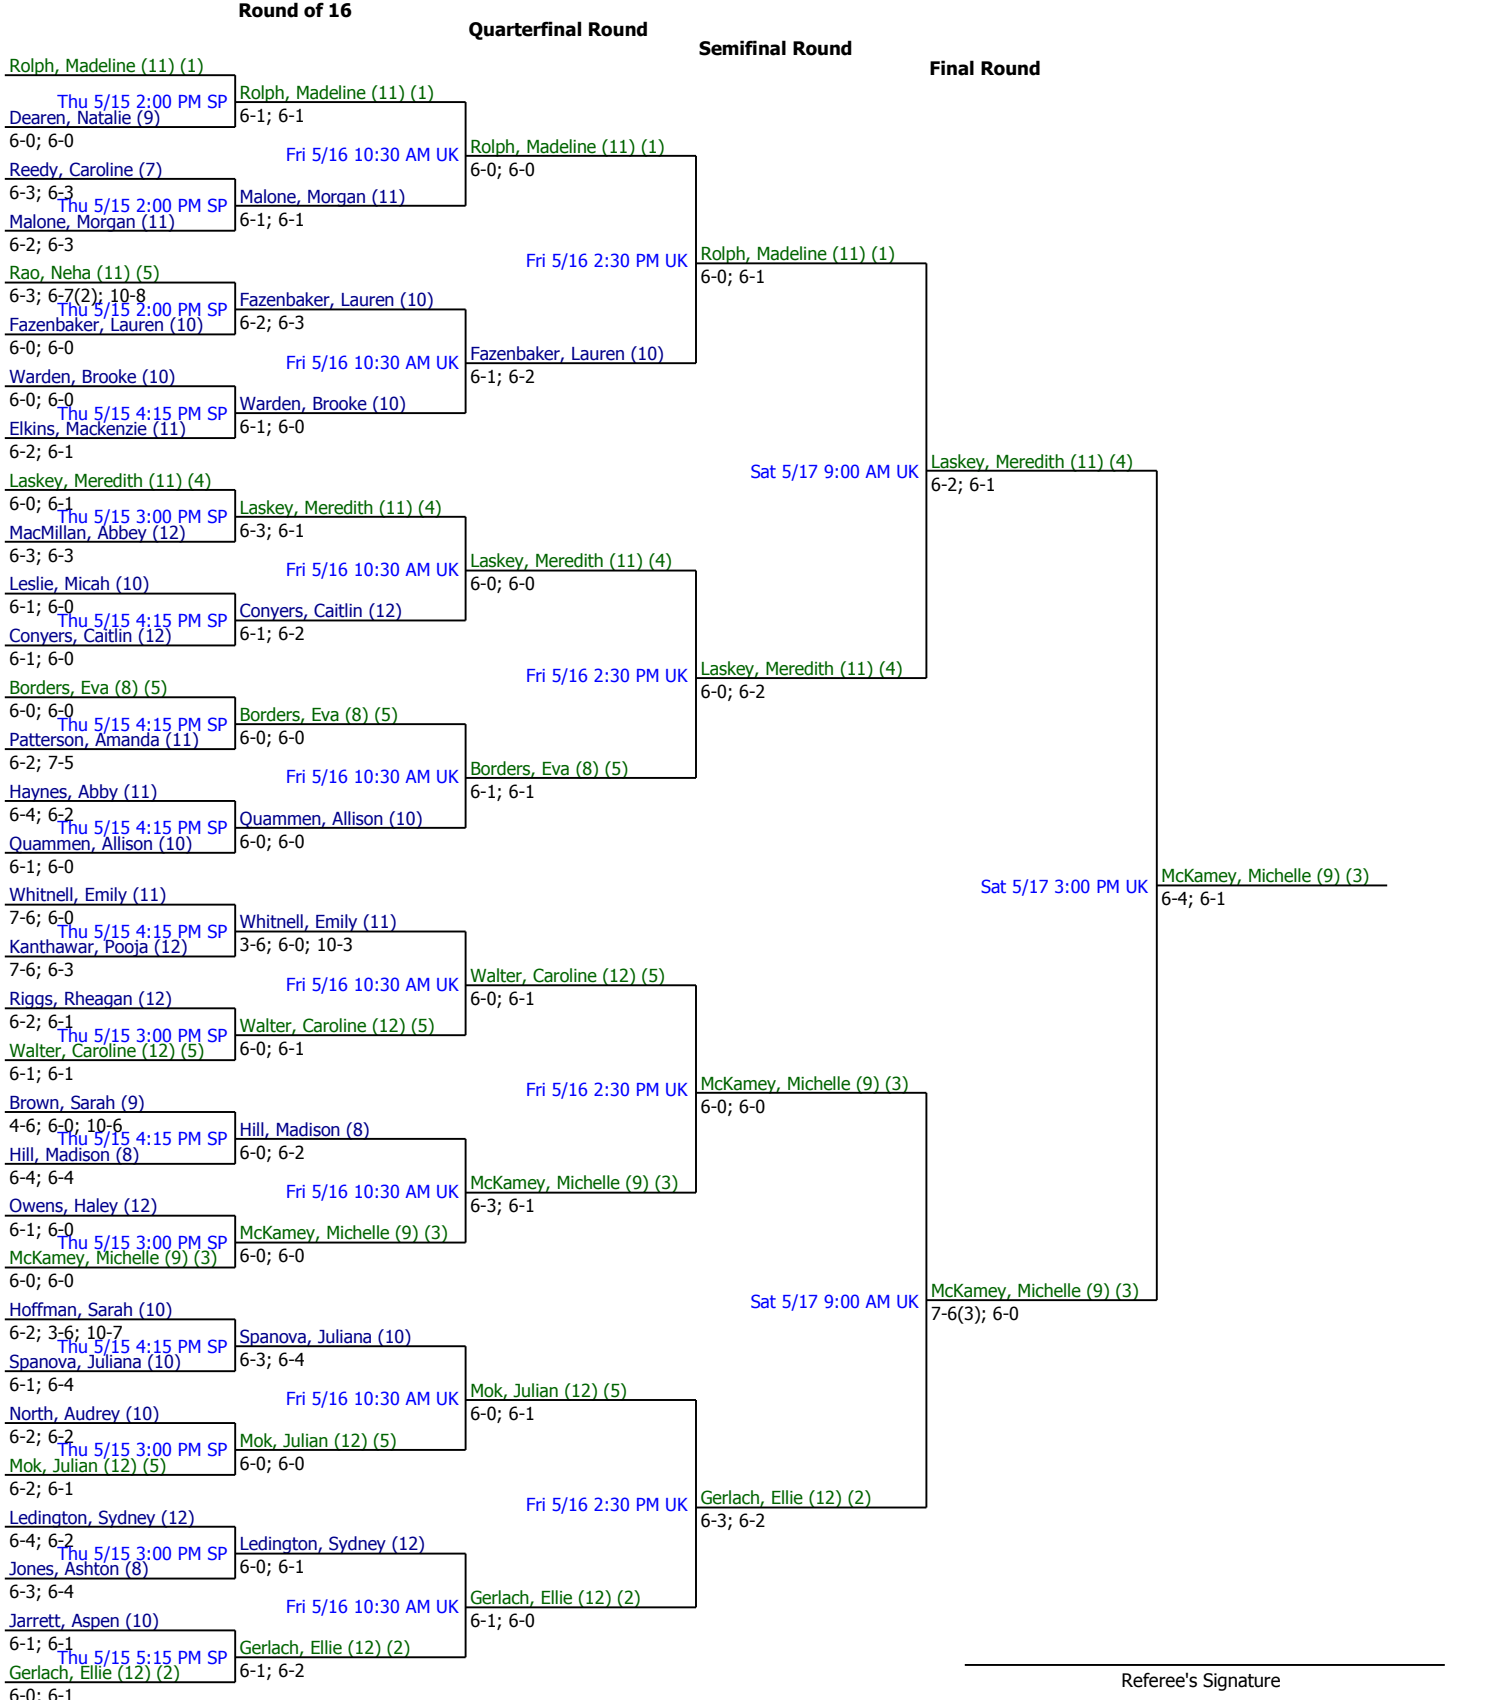 Round of 16
Quarterfinal Round
Semifinal Round
Final Round
Rolph, Madeline (11) (1)
Thu 5/15 2:00 PM SP
Dearen, Natalie (9)
6-0; 6-0
Reedy, Caroline (7)
6-3; 6-3
Thu 5/15 2:00 PM SP
Malone, Morgan (11)
6-2; 6-3
Rao, Neha (11) (5)
6-3; 6-7(2); 10-8
Thu 5/15 2:00 PM SP
Fazenbaker, Lauren (10)
6-0; 6-0
Warden, Brooke (10)
6-0; 6-0
Thu 5/15 4:15 PM SP
Elkins, Mackenzie (11)
6-2; 6-1
Laskey, Meredith (11) (4)
6-0; 6-1
Thu 5/15 3:00 PM SP
MacMillan, Abbey (12)
6-3; 6-3
Leslie, Micah (10)
6-1; 6-0
Thu 5/15 4:15 PM SP
Conyers, Caitlin (12)
6-1; 6-0
Borders, Eva (8) (5)
6-0; 6-0
Thu 5/15 4:15 PM SP
Patterson, Amanda (11)
6-2; 7-5
Haynes, Abby (11)
6-4; 6-2
Thu 5/15 4:15 PM SP
Quammen, Allison (10)
6-1; 6-0
Whitnell, Emily (11)
7-6; 6-0
Thu 5/15 4:15 PM SP
Kanthawar, Pooja (12)
7-6; 6-3
Riggs, Rheagan (12)
6-2; 6-1
Thu 5/15 3:00 PM SP
Walter, Caroline (12) (5)
6-1; 6-1
Brown, Sarah (9)
4-6; 6-0; 10-6
Thu 5/15 4:15 PM SP
Hill, Madison (8)
6-4; 6-4
Owens, Haley (12)
6-1; 6-0
Thu 5/15 3:00 PM SP
McKamey, Michelle (9) (3)
6-0; 6-0
Hoffman, Sarah (10)
6-2; 3-6; 10-7
Thu 5/15 4:15 PM SP
Spanova, Juliana (10)
6-1; 6-4
North, Audrey (10)
6-2; 6-2
Thu 5/15 3:00 PM SP
Mok, Julian (12) (5)
6-2; 6-1
Ledington, Sydney (12)
6-4; 6-2
Thu 5/15 3:00 PM SP
Jones, Ashton (8)
6-3; 6-4
Jarrett, Aspen (10)
6-1; 6-1
Thu 5/15 5:15 PM SP
Gerlach, Ellie (12) (2)
6-0; 6-1
Rolph, Madeline (11) (1)
6-1; 6-1
Fri 5/16 10:30 AM UK
Malone, Morgan (11)
6-1; 6-1
Fazenbaker, Lauren (10)
6-2; 6-3
Fri 5/16 10:30 AM UK
Warden, Brooke (10)
6-1; 6-0
Laskey, Meredith (11) (4)
6-3; 6-1
Fri 5/16 10:30 AM UK
Conyers, Caitlin (12)
6-1; 6-2
Borders, Eva (8) (5)
6-0; 6-0
Fri 5/16 10:30 AM UK
Quammen, Allison (10)
6-0; 6-0
Whitnell, Emily (11)
3-6; 6-0; 10-3
Fri 5/16 10:30 AM UK
Walter, Caroline (12) (5)
6-0; 6-1
Hill, Madison (8)
6-0; 6-2
Fri 5/16 10:30 AM UK
McKamey, Michelle (9) (3)
6-0; 6-0
Spanova, Juliana (10)
6-3; 6-4
Fri 5/16 10:30 AM UK
Mok, Julian (12) (5)
6-0; 6-0
Ledington, Sydney (12)
6-0; 6-1
Fri 5/16 10:30 AM UK
Gerlach, Ellie (12) (2)
6-1; 6-2
Rolph, Madeline (11) (1)
6-0; 6-0
Fri 5/16 2:30 PM UK
Fazenbaker, Lauren (10)
6-1; 6-2
Laskey, Meredith (11) (4)
6-0; 6-0
Fri 5/16 2:30 PM UK
Borders, Eva (8) (5)
6-1; 6-1
Walter, Caroline (12) (5)
6-0; 6-1
Fri 5/16 2:30 PM UK
McKamey, Michelle (9) (3)
6-3; 6-1
Mok, Julian (12) (5)
6-0; 6-1
Fri 5/16 2:30 PM UK
Gerlach, Ellie (12) (2)
6-1; 6-0
Rolph, Madeline (11) (1)
6-0; 6-1
Sat 5/17 9:00 AM UK
Laskey, Meredith (11) (4)
6-0; 6-2
McKamey, Michelle (9) (3)
6-0; 6-0
Sat 5/17 9:00 AM UK
Gerlach, Ellie (12) (2)
6-3; 6-2
Laskey, Meredith (11) (4)
6-2; 6-1
Sat 5/17 3:00 PM UK
McKamey, Michelle (9) (3)
7-6(3); 6-0
McKamey, Michelle (9) (3)
6-4; 6-1
Referee's Signature